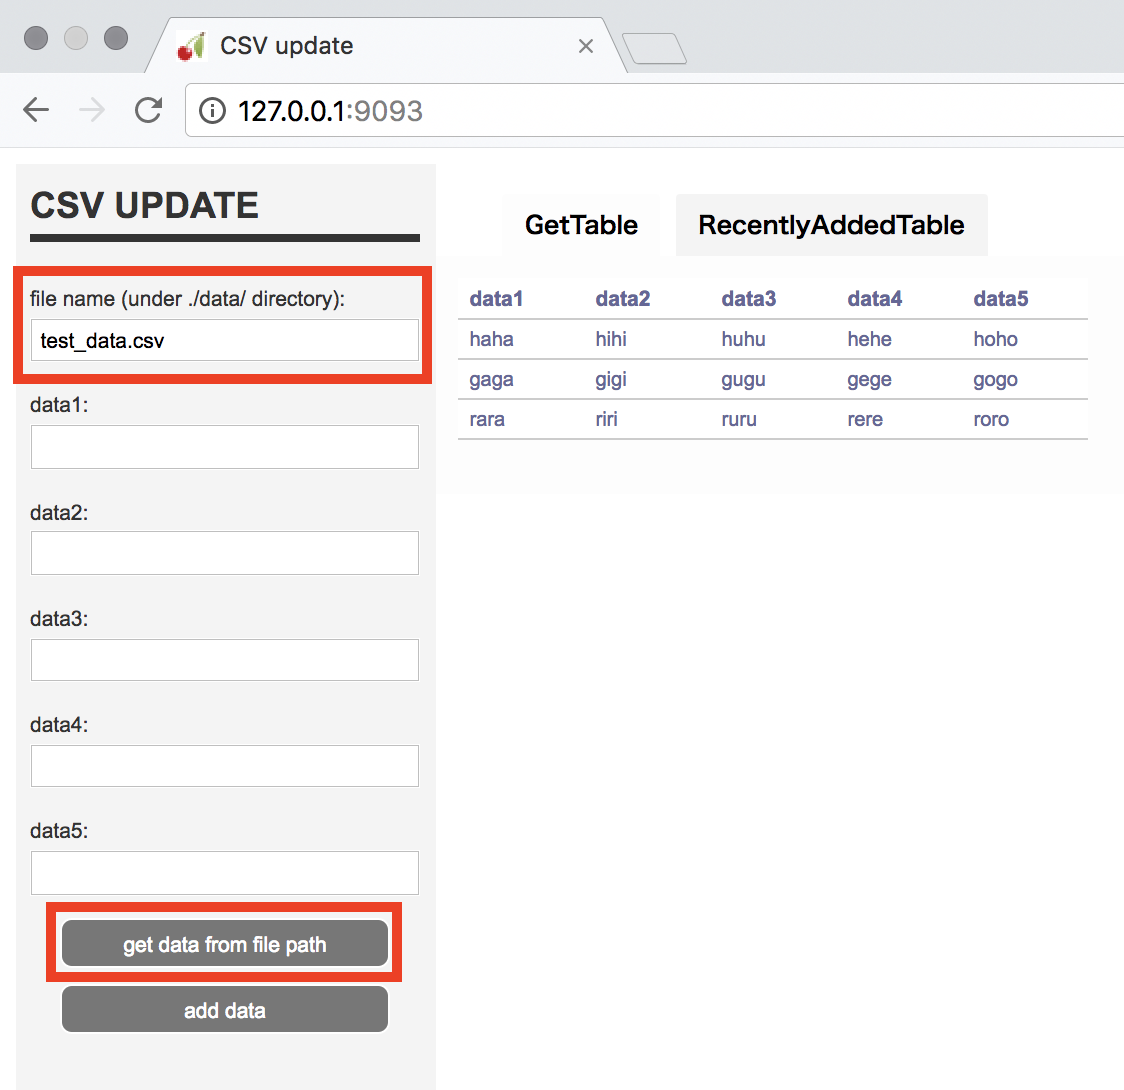 CSV update
127.0.0.1:9093
CSV UPDATE
file name (under ./data/ directory):
test_data.csv
data1:
data2:
data3:
data4:
data5:
get data from file path
add data
GetTable RecentlyAddedTable
data1 data2 data3 data4 data5
haha hihi huhu hehe hoho
gaga gigi gugu gege gogo
rara riri ruru rere roro